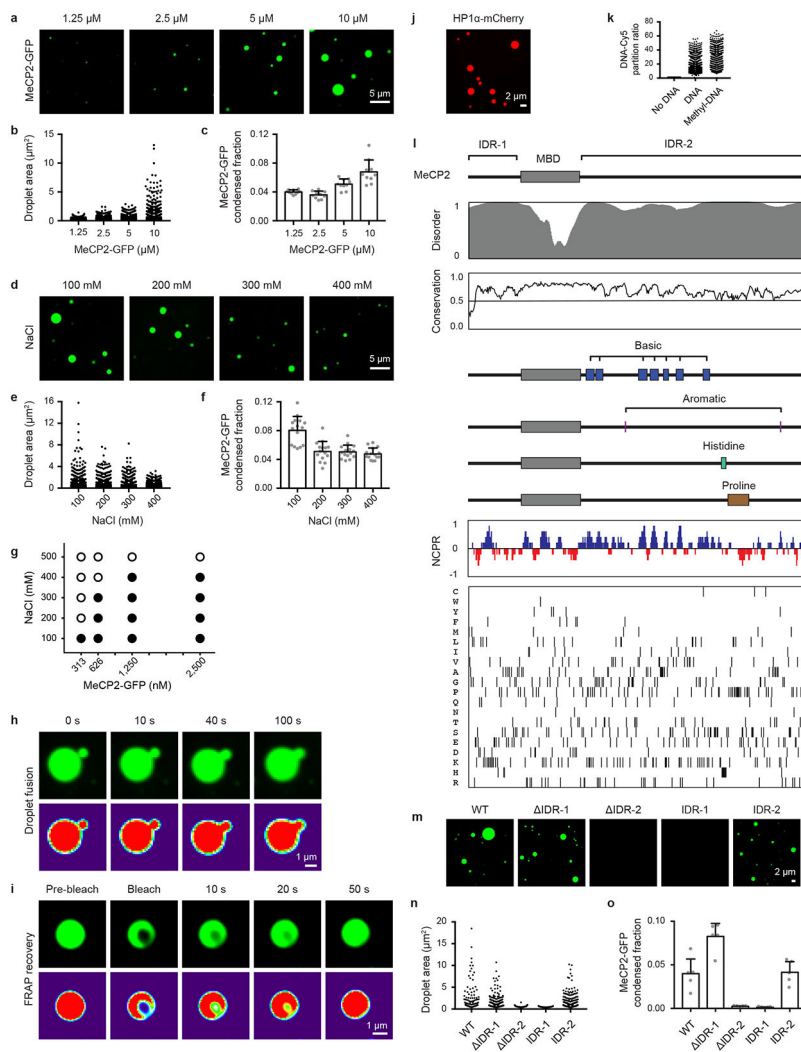 a
1.25 µM 2.5 µM 5 µM 10 µM
MeCP2-GFP
5 µm
b
Droplet area (µm²)
15
10
5
0
1.25 2.5 5 10
MeCP2-GFP (µM)
c
MeCP2-GFP
condensed fraction
0.12
0.08
0.04
0.00
1.25 2.5 5 10
MeCP2-GFP (µM)
d
100 mM 200 mM 300 mM 400 mM
NaCl
5 µm
e
Droplet area (µm²)
20
16
12
8
4
0
100 200 300 400
NaCl (mM)
f
MeCP2-GFP
condensed fraction
0.12
0.08
0.04
0.00
100 200 300 400
NaCl (mM)
g
NaCl (mM)
500
400
300
200
100
313 626 1,250 2,500
MeCP2-GFP (nM)
h
0 s 10 s 40 s 100 s
Droplet fusion
1 µm
i
Pre-bleach Bleach 10 s 20 s 50 s
FRAP recovery
1 µm
j
HP1α-mCherry
2 µm
k
DNA-Cy5
partition ratio
80
60
40
20
0
No DNA DNA Methyl-DNA
l
IDR-1 MBD IDR-2
MeCP2
Disorder
1
0
Conservation
1.0
0.5
0.0
Basic
Aromatic
Histidine
Proline
NCPR
1
-1
C
W
Y
F
M
L
I
V
A
G
P
Q
N
T
S
E
D
K
H
R
m
WT ΔIDR-1 ΔIDR-2 IDR-1 IDR-2
2 µm
n
Droplet area (µm²)
20
15
10
5
0
WT ΔIDR-1 ΔIDR-2 IDR-1 IDR-2
o
MeCP2-GFP
condensed fraction
0.10
0.05
0.00
WT ΔIDR-1 ΔIDR-2 IDR-1 IDR-2